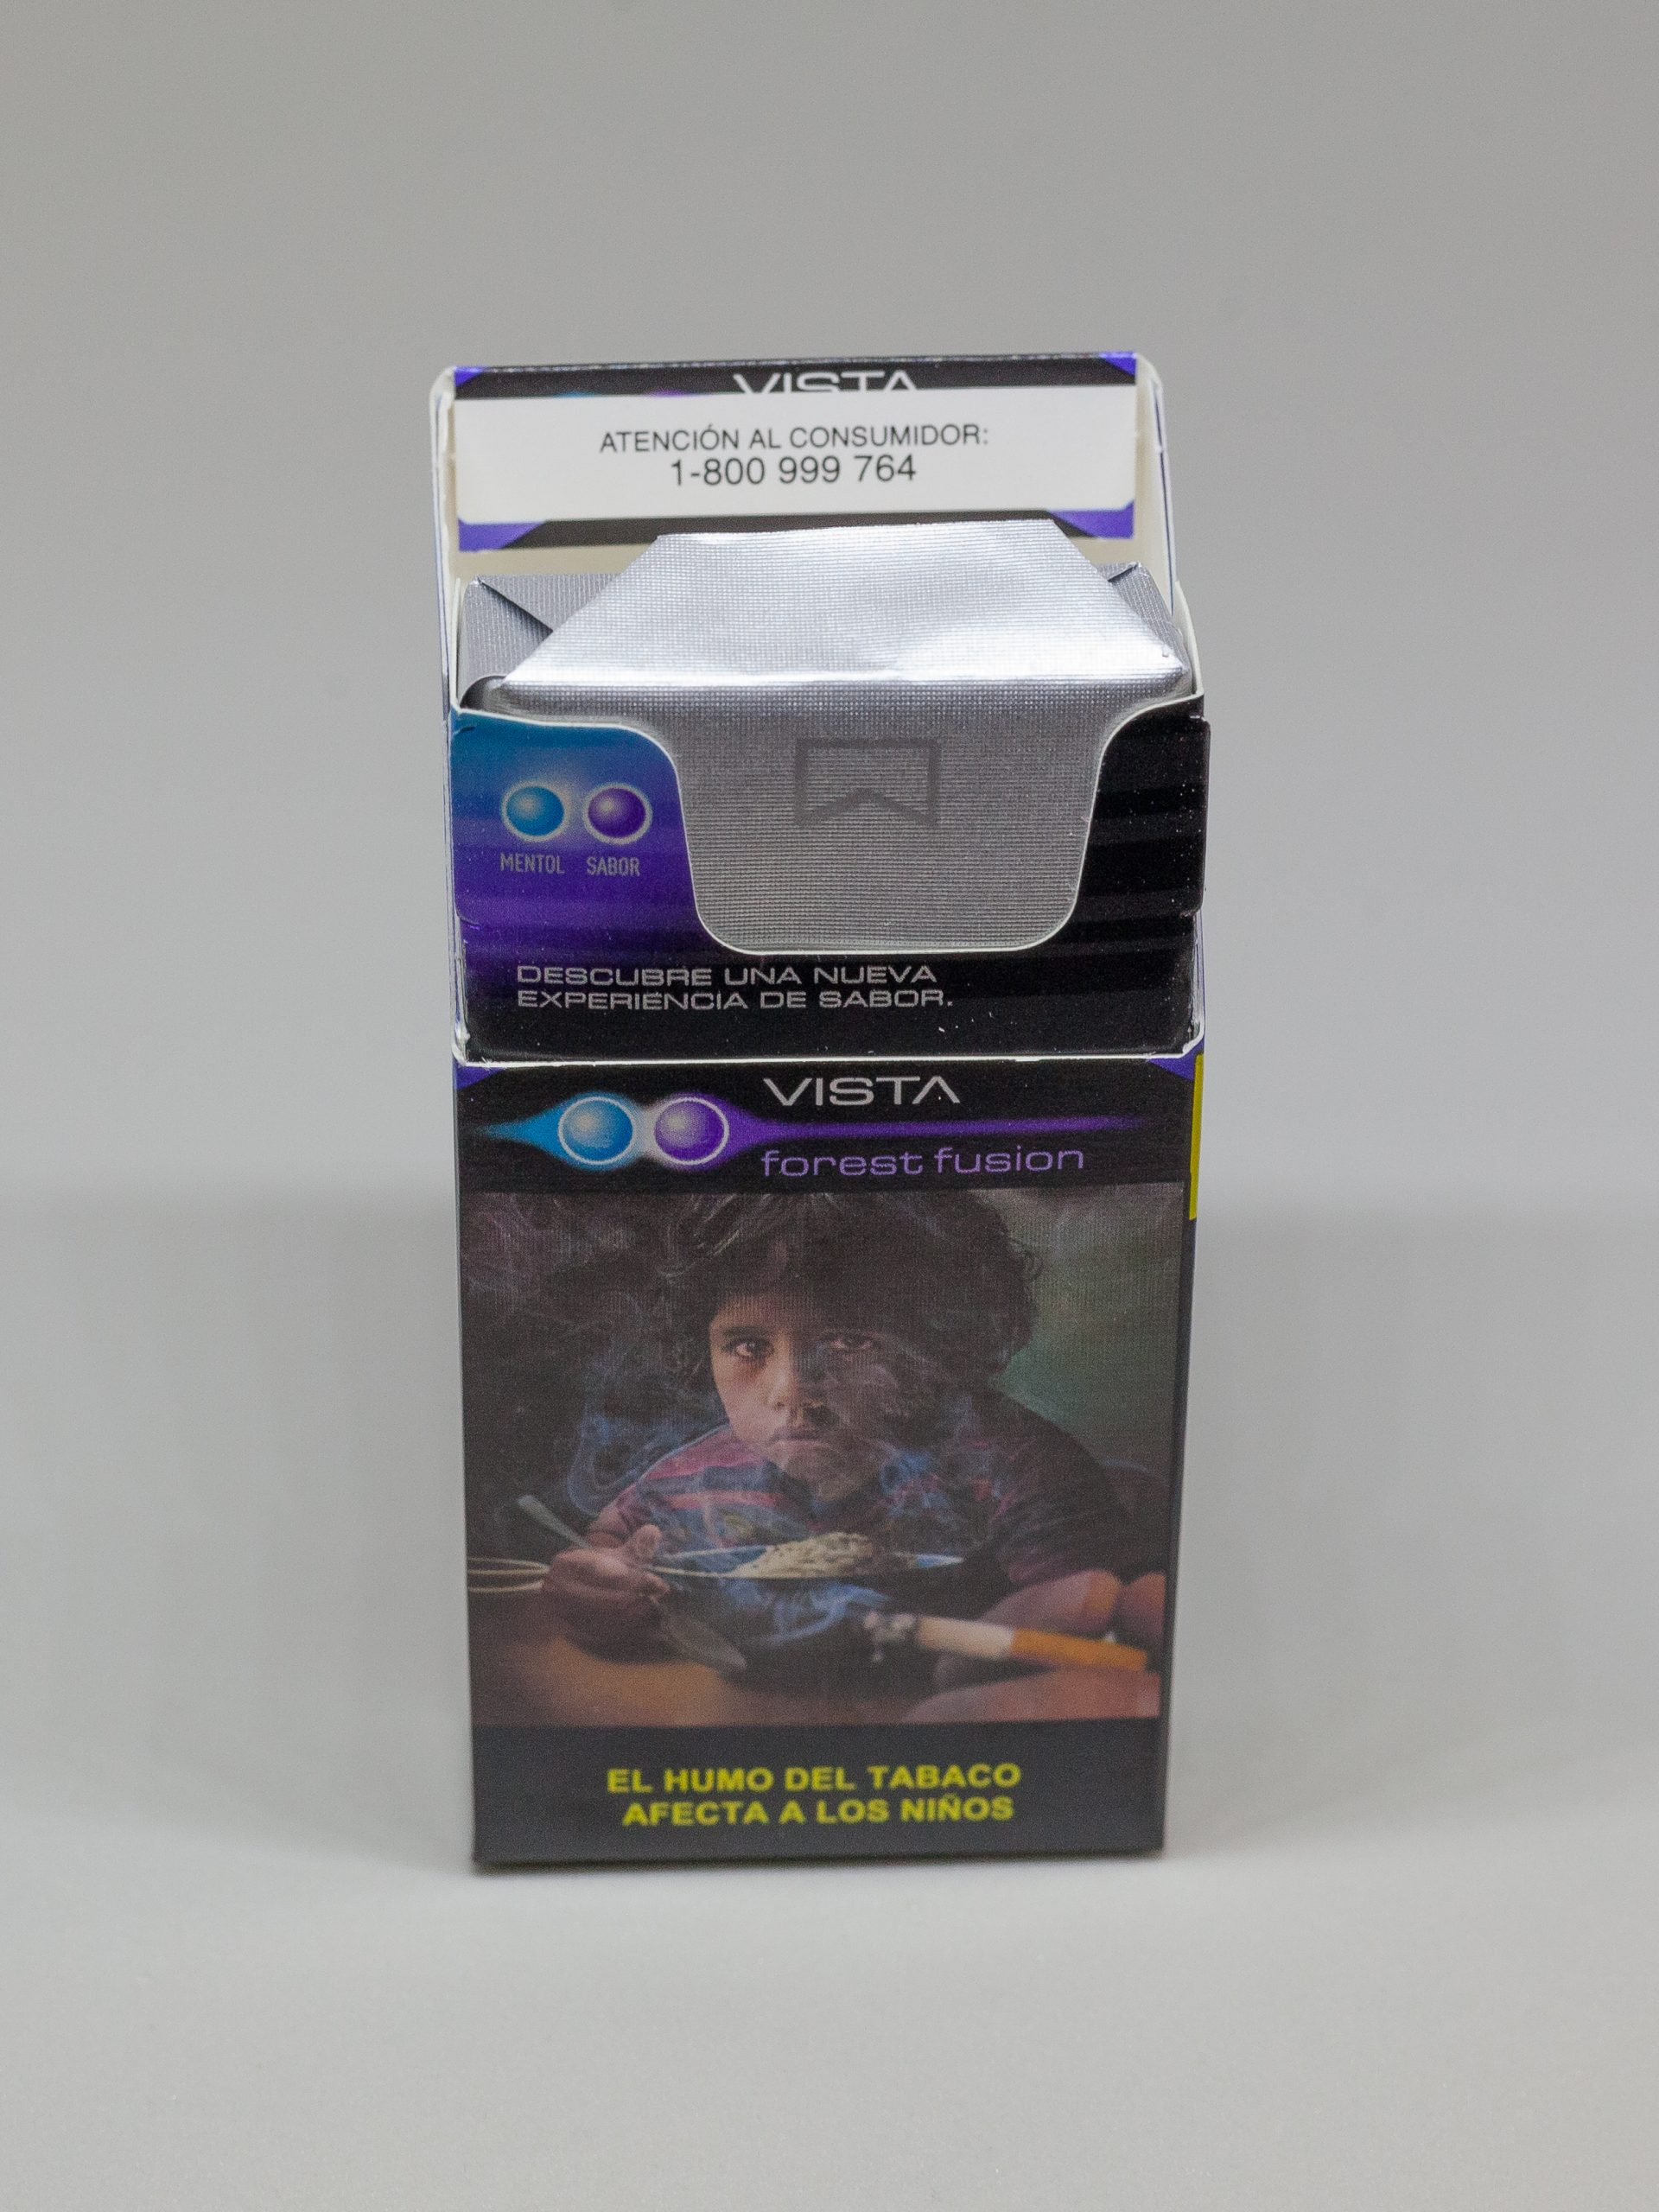 VISTA
ATENCIÓN AL CONSUMIDOR:
1-800 999 764
MENTOL SABOR
DESCUBRE UNA NUEVA
EXPERIENCIA DE SABOR.
VISTA
forest fusion
EL HUMO DEL TABACO
AFECTA A LOS NIÑOS